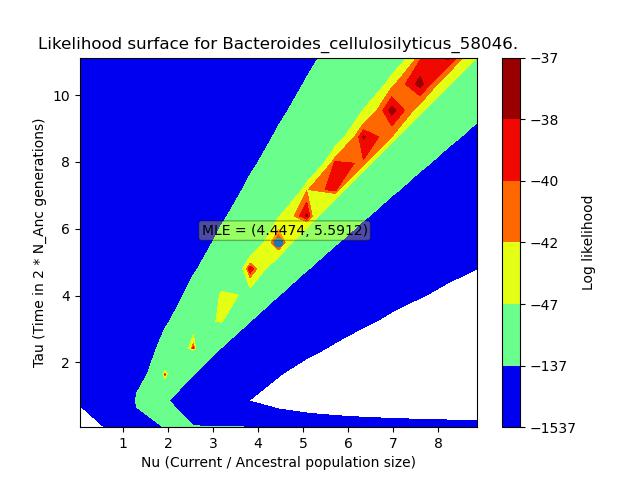 Likelihood surface for Bacteroides_cellulosilyticus_58046.
Tau (Time in 2 * N_Anc generations)
10
8
6
4
2
MLE = (4.4474, 5.5912)
1 2 3 4 5 6 7 8
Nu (Current / Ancestral population size)
−37
−38
−40
−42
−47
−137
−1537
Log likelihood